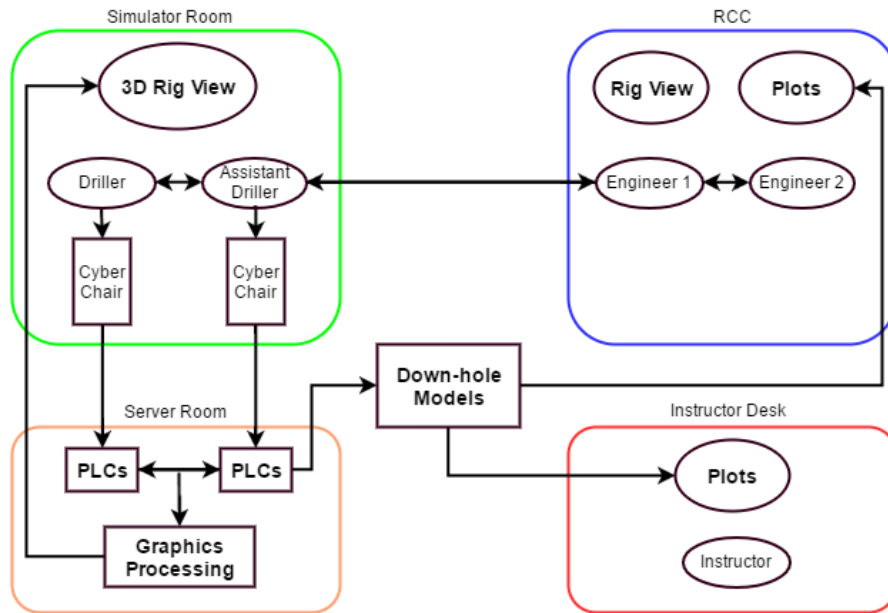 Simulator Room
RCC
3D Rig View
Rig View
Plots
Driller
Assistant
Driller
Engineer 1
Engineer 2
Cyber
Chair
Cyber
Chair
Down-hole
Models
Server Room
Instructor Desk
PLCs
PLCs
Plots
Graphics
Processing
Instructor